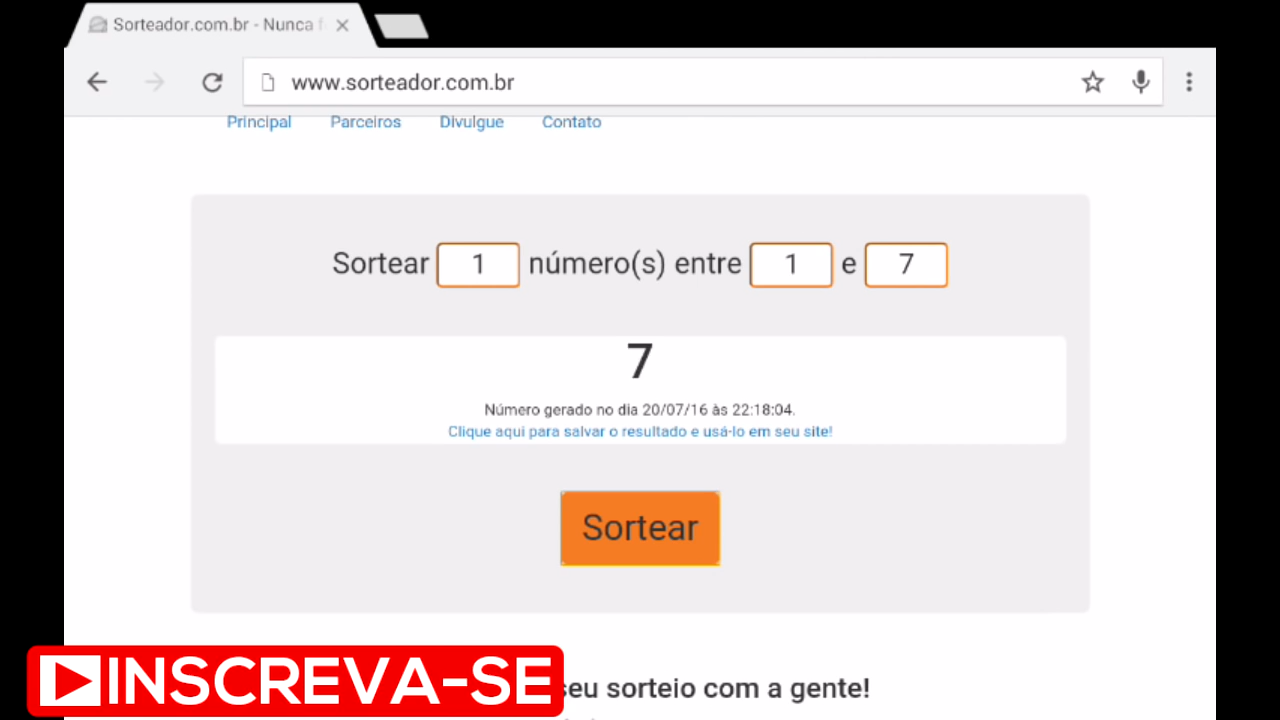 Sorteador.com.br - Nunca f
www.sorteador.com.br
Principal Parceiros Divulgue Contato
Sortear 1 número(s) entre 1 e 7
7
Número gerado no dia 20/07/16 às 22:18:04.
Clique aqui para salvar o resultado e usá-lo em seu site!
Sortear
seu sorteio com a gente!
INSCREVA-SE